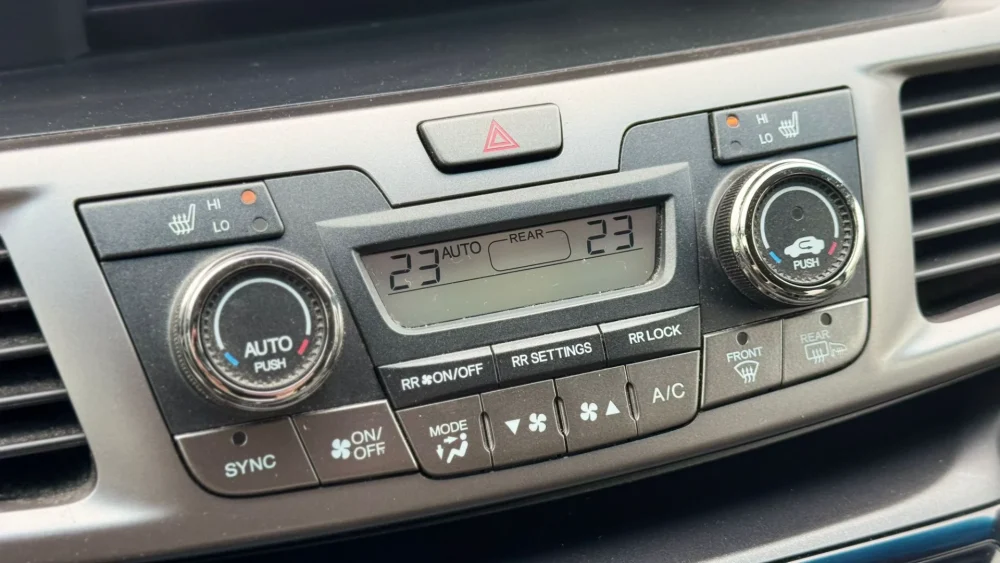 HI
LO
HI
LO
23 AUTO REAR 23
AUTO
PUSH
PUSH
RR ON/OFF
RR SETTINGS
RR LOCK
SYNC
ON/
OFF
MODE
A/C
FRONT
REAR